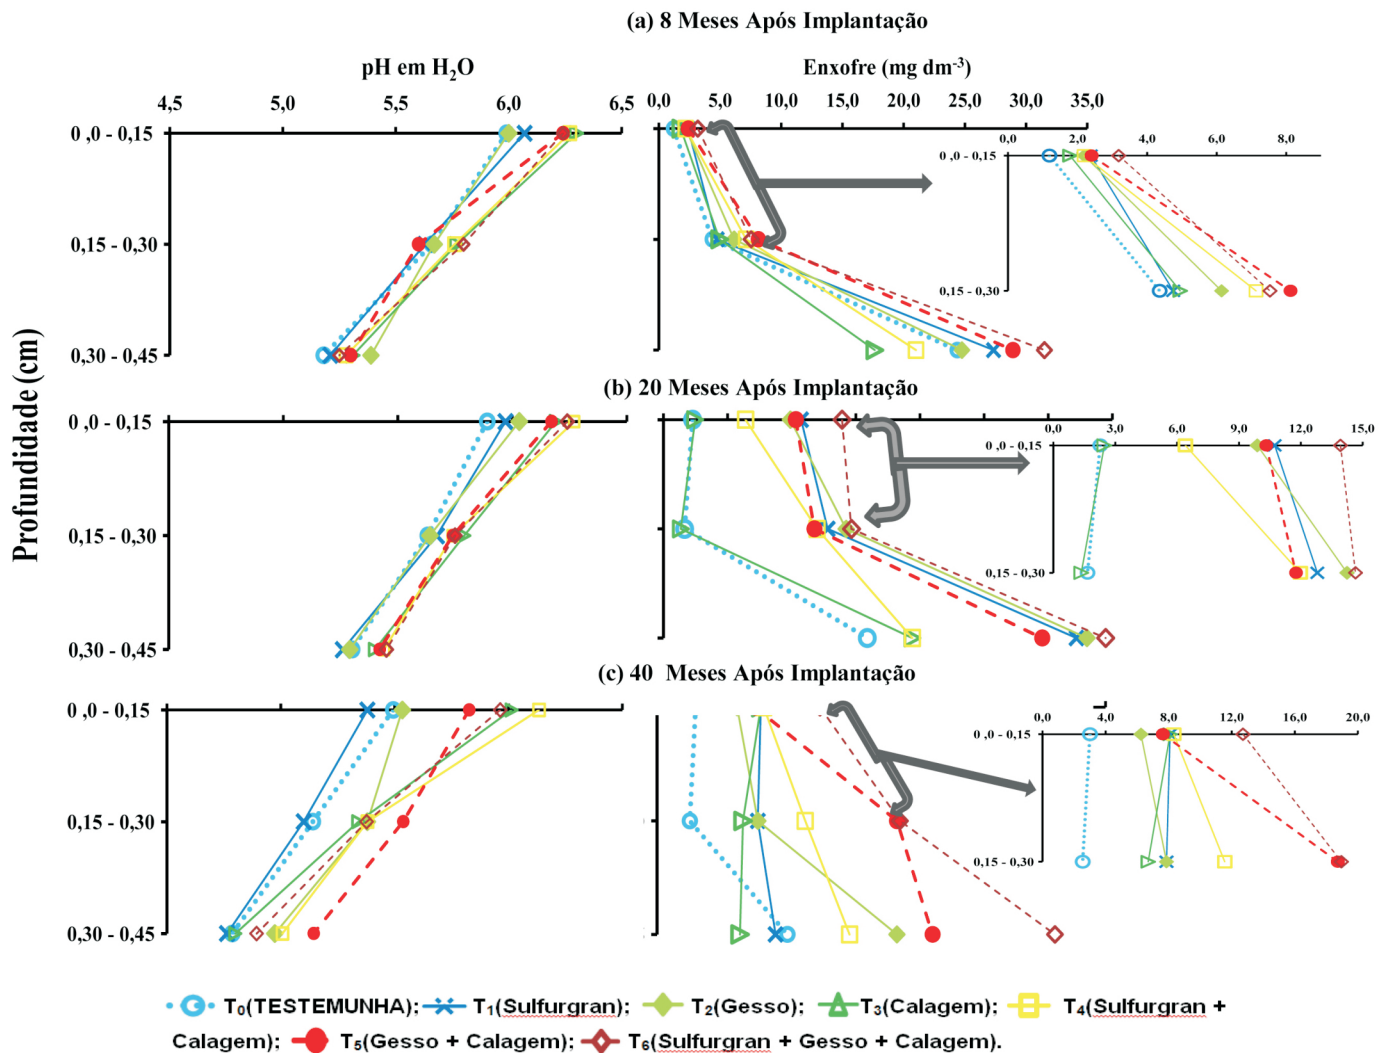 (a) 8 Meses Após Implantação
pH em H2O
Enxofre (mg dm-3)
4,5 5,0 5,5 6,0 6,5
0,0 5,0 10,0 15,0 20,0 25,0 30,0 35,0
0,0 2,0 4,0 6,0 8,0
0 ,0 - 0,15
0,15 - 0,30
0,30 - 0,45
0,0 - 0,15
0,15 - 0,30
Profundidade (cm)
(b) 20 Meses Após Implantação
0,0 3,0 6,0 9,0 12,0 15,0
0 ,0 - 0,15
0,15 - 0,30
0,30 - 0,45
0,0 - 0,15
0,15 - 0,30
(c) 40 Meses Após Implantação
0,0 4,0 8,0 12,0 16,0 20,0
0 ,0 - 0,15
0,15 - 0,30
0,30 - 0,45
0,0 - 0,15
0,15 - 0,30
T0(TESTEMUNHA); T1(Sulfurgran); T2(Gesso); T3(Calagem); T4(Sulfurgran +
Calagem); T5(Gesso + Calagem); T6(Sulfurgran + Gesso + Calagem).